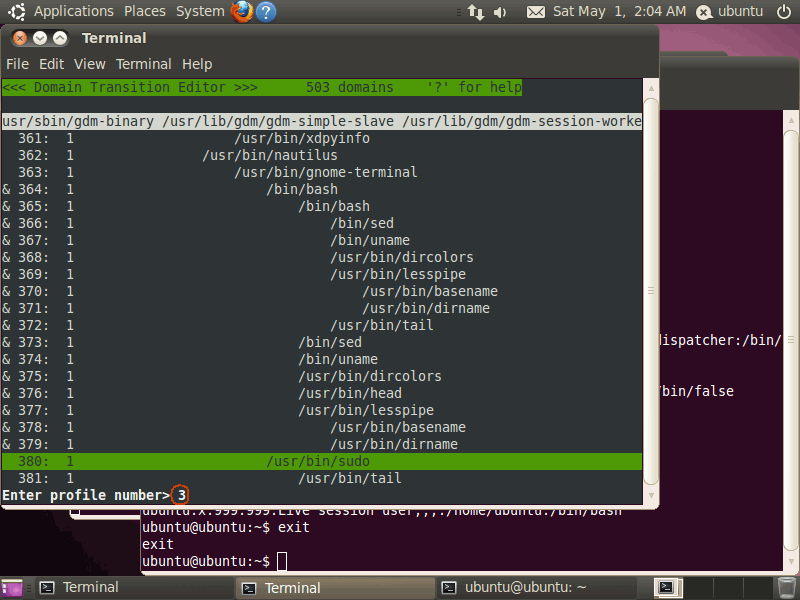 Applications Places System Sat May 1, 2:04 AM ubuntu
Terminal
File Edit View Terminal Help
<<< Domain Transition Editor >>> 503 domains '?' for help
usr/sbin/gdm-binary /usr/lib/gdm/gdm-simple-slave /usr/lib/gdm/gdm-session-worke
361: 1 /usr/bin/xdpyinfo
362: 1 /usr/bin/nautilus
363: 1 /usr/bin/gnome-terminal
& 364: 1 /bin/bash
& 365: 1 /bin/bash
& 366: 1 /bin/sed
& 367: 1 /bin/uname
& 368: 1 /usr/bin/dircolors
& 369: 1 /usr/bin/lesspipe
& 370: 1 /usr/bin/basename
& 371: 1 /usr/bin/dirname
& 372: 1 /usr/bin/tail
& 373: 1 /bin/sed
& 374: 1 /bin/uname
& 375: 1 /usr/bin/dircolors
& 376: 1 /usr/bin/head
& 377: 1 /usr/bin/lesspipe
& 378: 1 /usr/bin/basename
& 379: 1 /usr/bin/dirname
380: 1 /usr/bin/sudo
381: 1 /usr/bin/tail
Enter profile number> 3
ispatcher:/bin/
/bin/false
ubuntu:x:999:999:Live session user,,,:/home/ubuntu:/bin/bash
ubuntu@ubuntu:~$ exit
exit
ubuntu@ubuntu:~$
Terminal Terminal ubuntu@ubuntu: ~